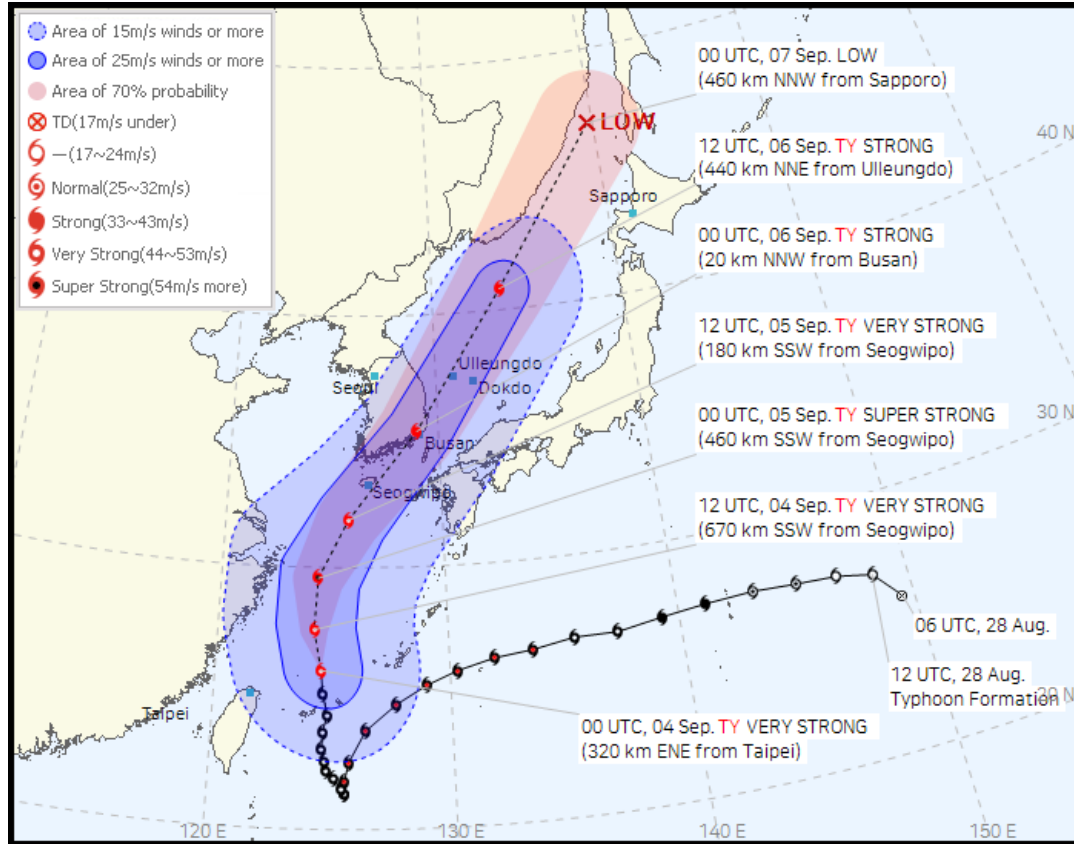 Area of 15m/s winds or more
Area of 25m/s winds or more
Area of 70% probability
TD(17m/s under)
—(17~24m/s)
Normal(25~32m/s)
Strong(33~43m/s)
Very Strong(44~53m/s)
Super Strong(54m/s more)
00 UTC, 07 Sep. LOW
(460 km NNW from Sapporo)
LOW
40 N
12 UTC, 06 Sep. TY STRONG
(440 km NNE from Ulleungdo)
Sapporo
00 UTC, 06 Sep. TY STRONG
(20 km NNW from Busan)
12 UTC, 05 Sep. TY VERY STRONG
(180 km SSW from Seogwipo)
Ulleungdo
Seoul
Dokdo
00 UTC, 05 Sep. TY SUPER STRONG
(460 km SSW from Seogwipo)
30 N
Busan
Seogwipo
12 UTC, 04 Sep. TY VERY STRONG
(670 km SSW from Seogwipo)
06 UTC, 28 Aug.
12 UTC, 28 Aug.
Typhoon Formation
20 N
Taipei
00 UTC, 04 Sep. TY VERY STRONG
(320 km ENE from Taipei)
120 E
130 E
140 E
150 E